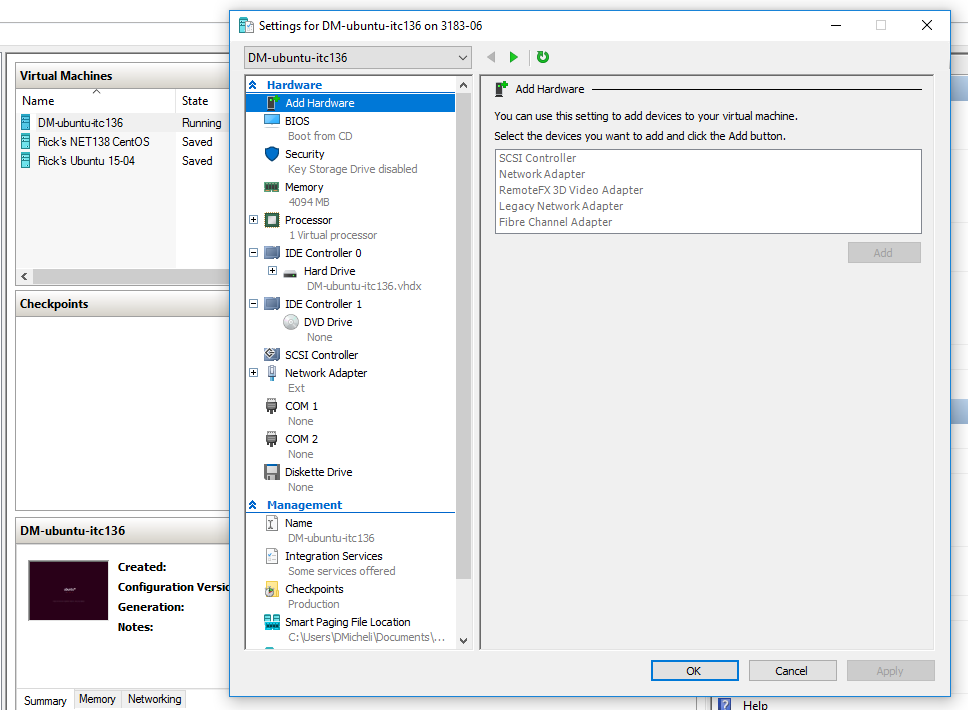 Settings for DM-ubuntu-itc136 on 3183-06
DM-ubuntu-itc136
Virtual Machines
Name State
DM-ubuntu-itc136 Running
Rick's NET138 CentOS Saved
Rick's Ubuntu 15-04 Saved
Checkpoints
DM-ubuntu-itc136
Created:
Configuration Versio
Generation:
Notes:
Summary Memory Networking
Hardware
Add Hardware
BIOS
Boot from CD
Security
Key Storage Drive disabled
Memory
4094 MB
Processor
1 Virtual processor
IDE Controller 0
Hard Drive
DM-ubuntu-itc136.vhdx
IDE Controller 1
DVD Drive
None
SCSI Controller
Network Adapter
Ext
COM 1
None
COM 2
None
Diskette Drive
None
Management
Name
DM-ubuntu-itc136
Integration Services
Some services offered
Checkpoints
Production
Smart Paging File Location
C:\Users\DMicheli\Documents\...
Add Hardware
You can use this setting to add devices to your virtual machine.
Select the devices you want to add and click the Add button.
SCSI Controller
Network Adapter
RemoteFX 3D Video Adapter
Legacy Network Adapter
Fibre Channel Adapter
Add
OK Cancel Apply
Help